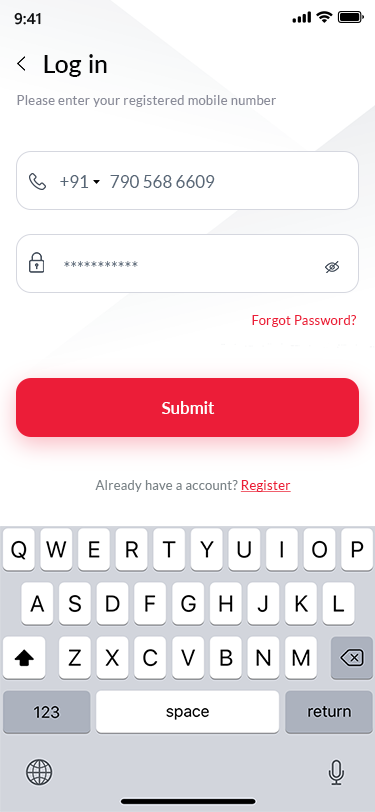 9:41
Log in
Please enter your registered mobile number
+91 790 568 6609
***********
Forgot Password?
Submit
Already have a account? Register
Q W E R T Y U I O P
A S D F G H J K L
Z X C V B N M
123 space return